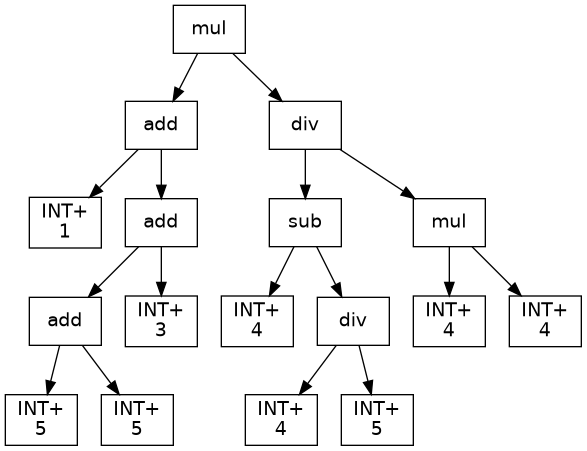 mul
add
div
INT+
1
add
sub
mul
add
INT+
3
INT+
4
div
INT+
4
INT+
4
INT+
5
INT+
5
INT+
4
INT+
5